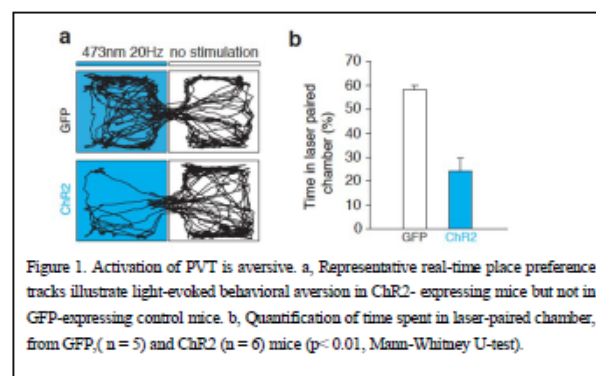 a
473nm 20Hz no stimulation
GFP
ChR2
b
Time in laser paired
chamber (%)
70
60
50
40
30
20
10
0
GFP ChR2
Figure 1. Activation of PVT is aversive. a, Representative real-time place preference
tracks illustrate light-evoked behavioral aversion in ChR2- expressing mice but not in
GFP-expressing control mice. b, Quantification of time spent in laser-paired chamber,
from GFP,( n = 5) and ChR2 (n = 6) mice (p< 0.01, Mann-Whitney U-test).